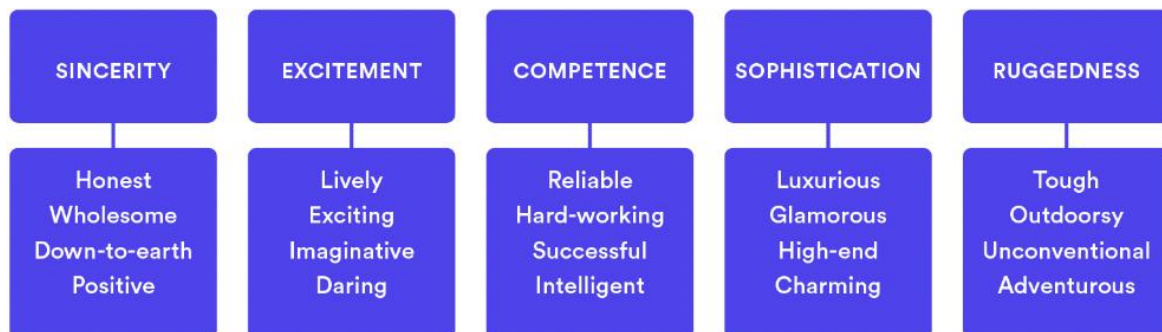 SINCERITY
Honest
Wholesome
Down-to-earth
Positive
EXCITEMENT
Lively
Exciting
Imaginative
Daring
COMPETENCE
Reliable
Hard-working
Successful
Intelligent
SOPHISTICATION
Luxurious
Glamorous
High-end
Charming
RUGGEDNESS
Tough
Outdoorsy
Unconventional
Adventurous